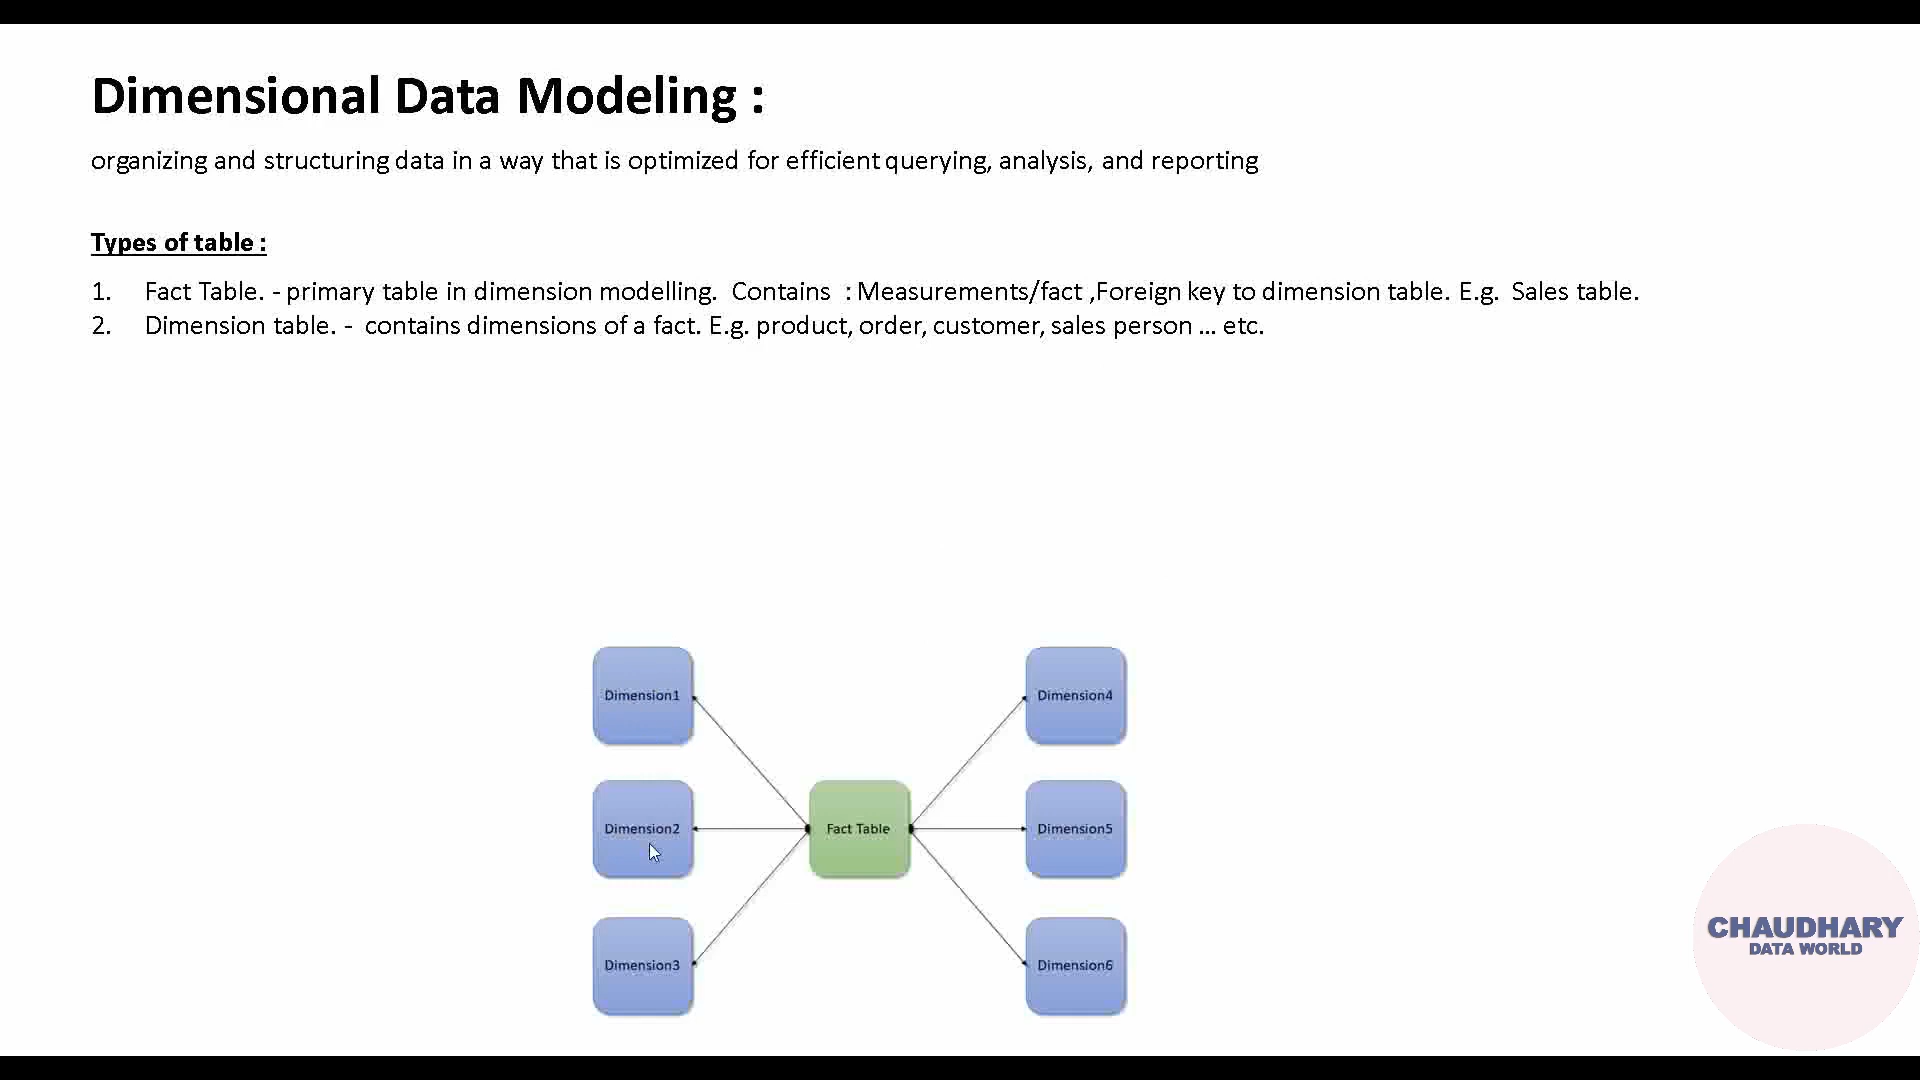 Dimensional Data Modeling :
organizing and structuring data in a way that is optimized for efficient querying, analysis, and reporting
Types of table :
1. Fact Table. - primary table in dimension modelling. Contains : Measurements/fact ,Foreign key to dimension table. E.g. Sales table.
2. Dimension table. - contains dimensions of a fact. E.g. product, order, customer, sales person ... etc.
Dimension1
Dimension4
Dimension2
Fact Table
Dimension5
Dimension3
Dimension6
CHAUDHARY
DATA WORLD